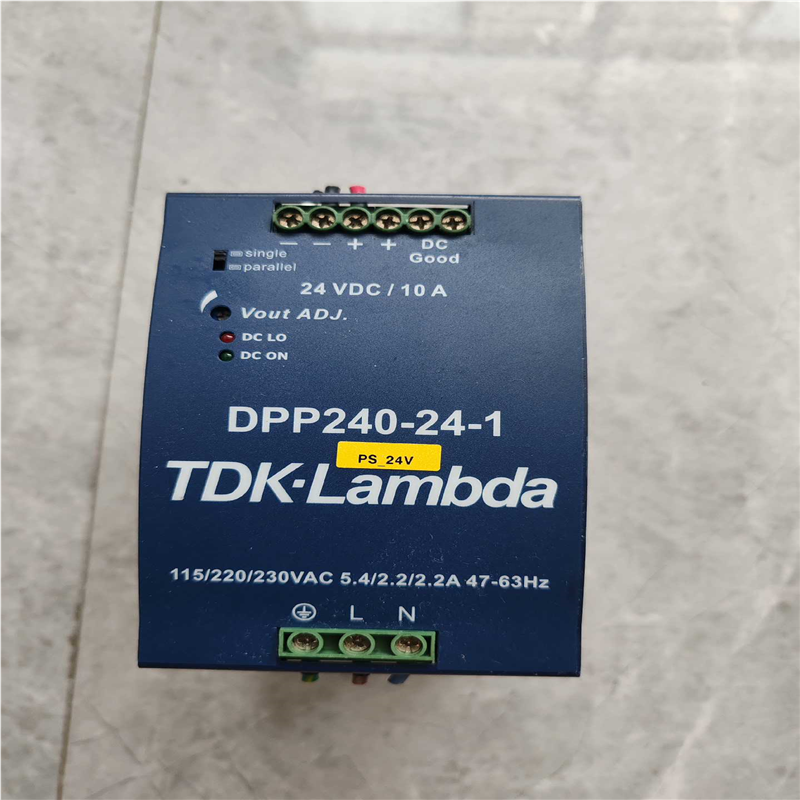 − − + + DC
Good
single
parallel
24 VDC / 10 A
Vout ADJ.
DC LO
DC ON
DPP240-24-1
PS_24V
TDK-Lambda
115/220/230VAC 5.4/2.2/2.2A 47-63Hz
L N